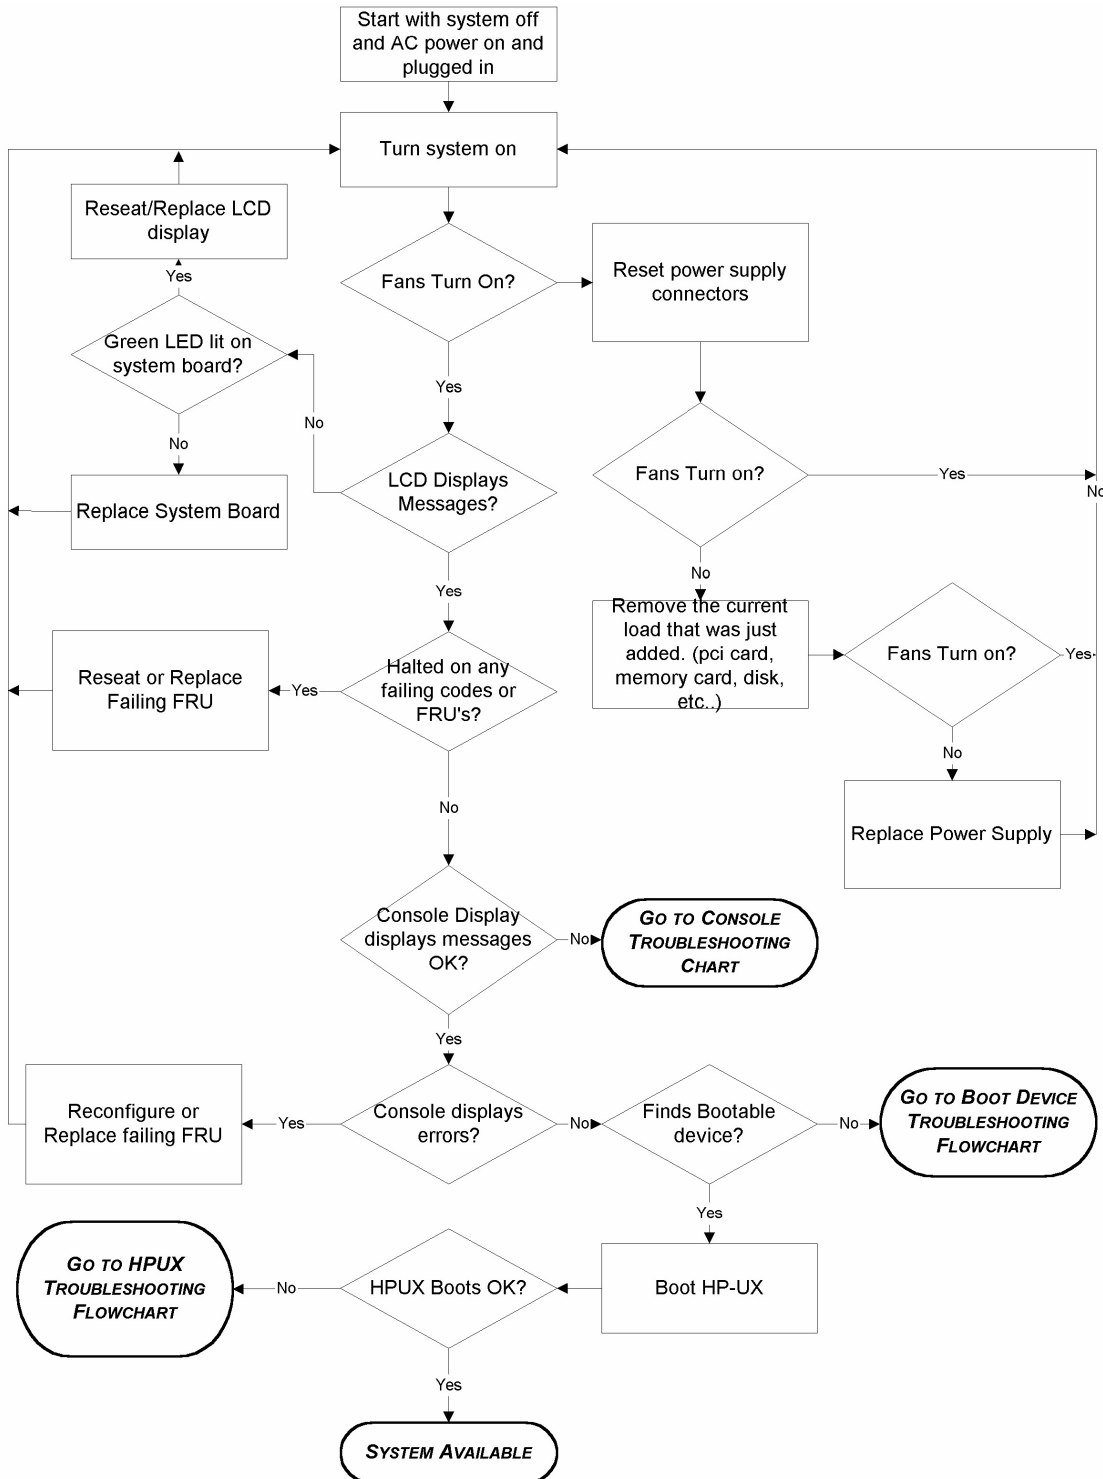 Start with system off
and AC power on and
plugged in
Turn system on
Reseat/Replace LCD
display
Yes
Fans Turn On?
Reset power supply
connectors
Green LED lit on
system board?
Yes
No
No
LCD Displays
Messages?
Fans Turn on?
Yes
No
Replace System Board
Yes
No
Remove the current
load that was just
added. (pci card,
memory card, disk,
etc..)
Fans Turn on?
Yes
Halted on any
failing codes or
FRU's?
Yes
Reseat or Replace
Failing FRU
No
No
Replace Power Supply
Console Display
displays messages
OK?
No
GO TO CONSOLE
TROUBLESHOOTING
CHART
Yes
Reconfigure or
Replace failing FRU
Yes
Console displays
errors?
No
Finds Bootable
device?
No
GO TO BOOT DEVICE
TROUBLESHOOTING
FLOWCHART
Yes
GO TO HPUX
TROUBLESHOOTING
FLOWCHART
No
HPUX Boots OK?
Boot HP-UX
Yes
SYSTEM AVAILABLE